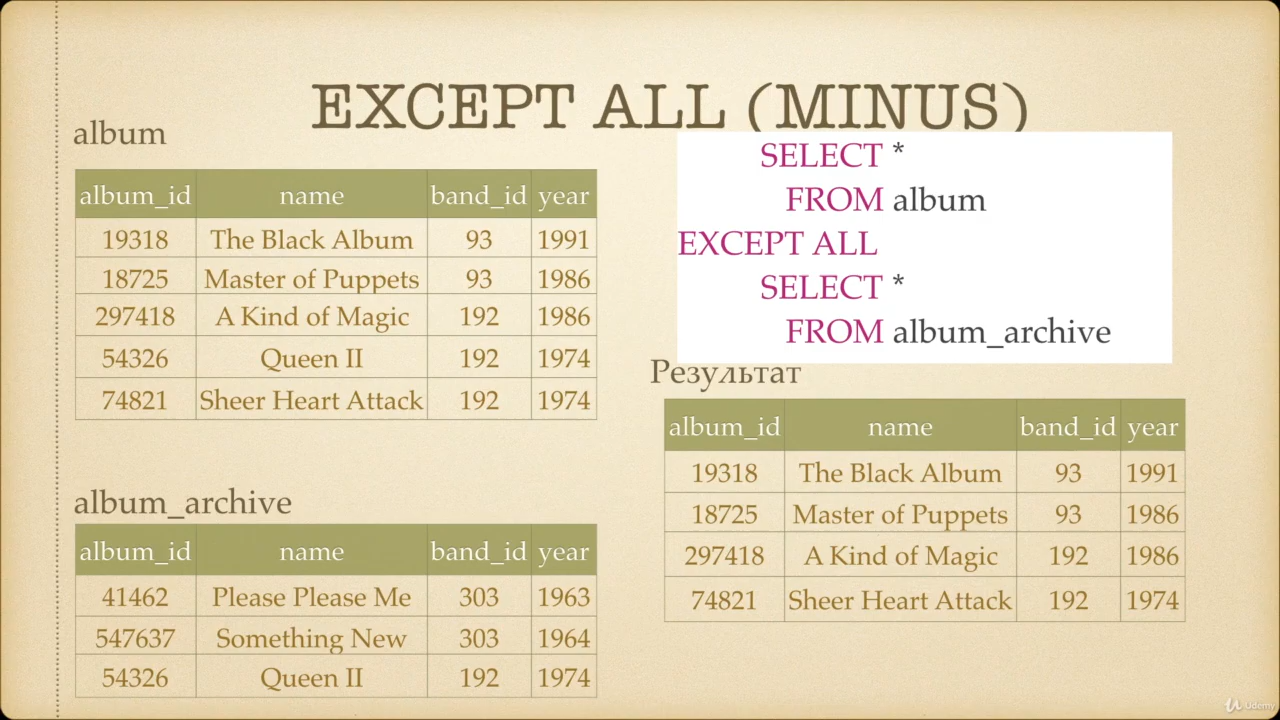 EXCEPT ALL (MINUS)
album
album_id name band_id year
19318 The Black Album 93 1991
18725 Master of Puppets 93 1986
297418 A Kind of Magic 192 1986
54326 Queen II 192 1974
74821 Sheer Heart Attack 192 1974
album_archive
album_id name band_id year
41462 Please Please Me 303 1963
547637 Something New 303 1964
54326 Queen II 192 1974
SELECT *
FROM album
EXCEPT ALL
SELECT *
FROM album_archive
Результат
album_id name band_id year
19318 The Black Album 93 1991
18725 Master of Puppets 93 1986
297418 A Kind of Magic 192 1986
74821 Sheer Heart Attack 192 1974
Udemy